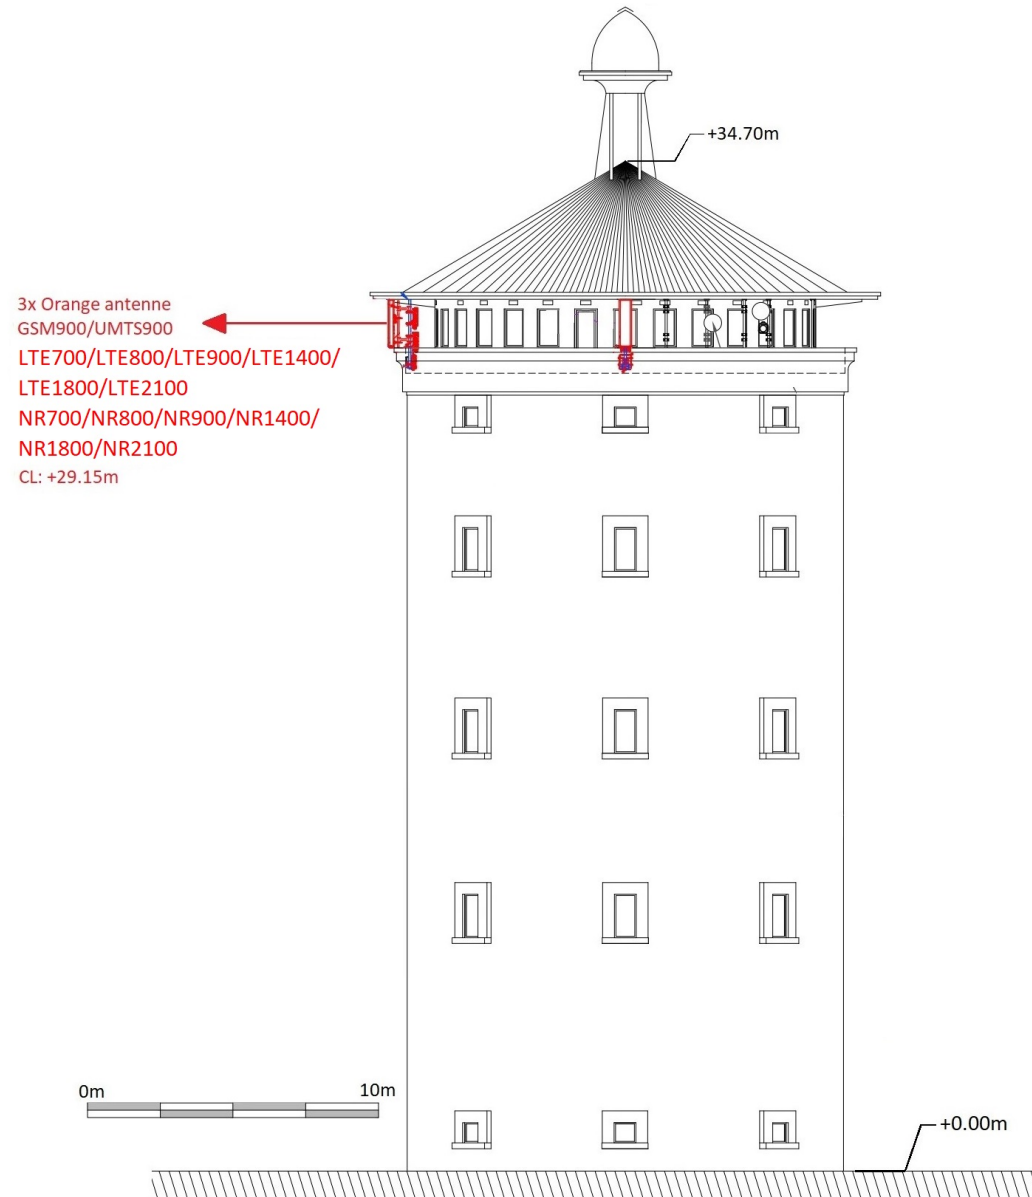 +34.70m
3x Orange antenne
GSM900/UMTS900
LTE700/LTE800/LTE900/LTE1400/
LTE1800/LTE2100
NR700/NR800/NR900/NR1400/
NR1800/NR2100
CL: +29.15m
0m
10m
+0.00m